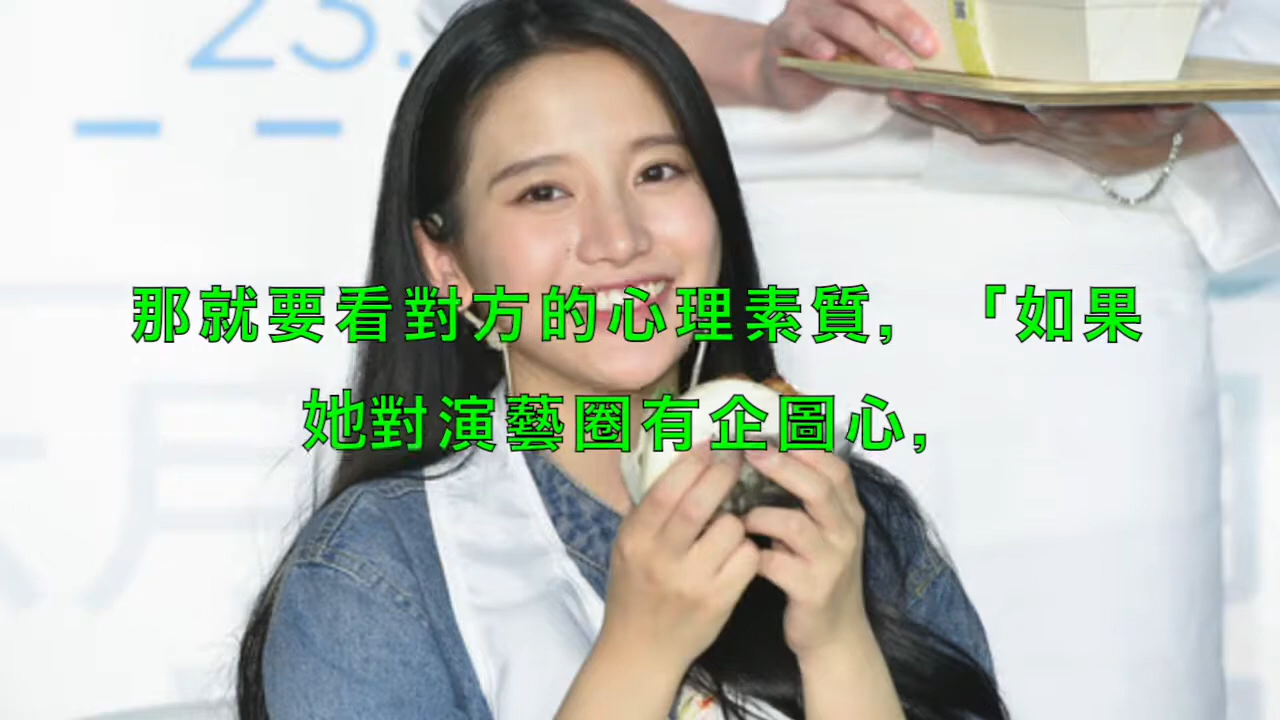 23.
那就要看對方的心理素質，「如果
她對演藝圈有企圖心，